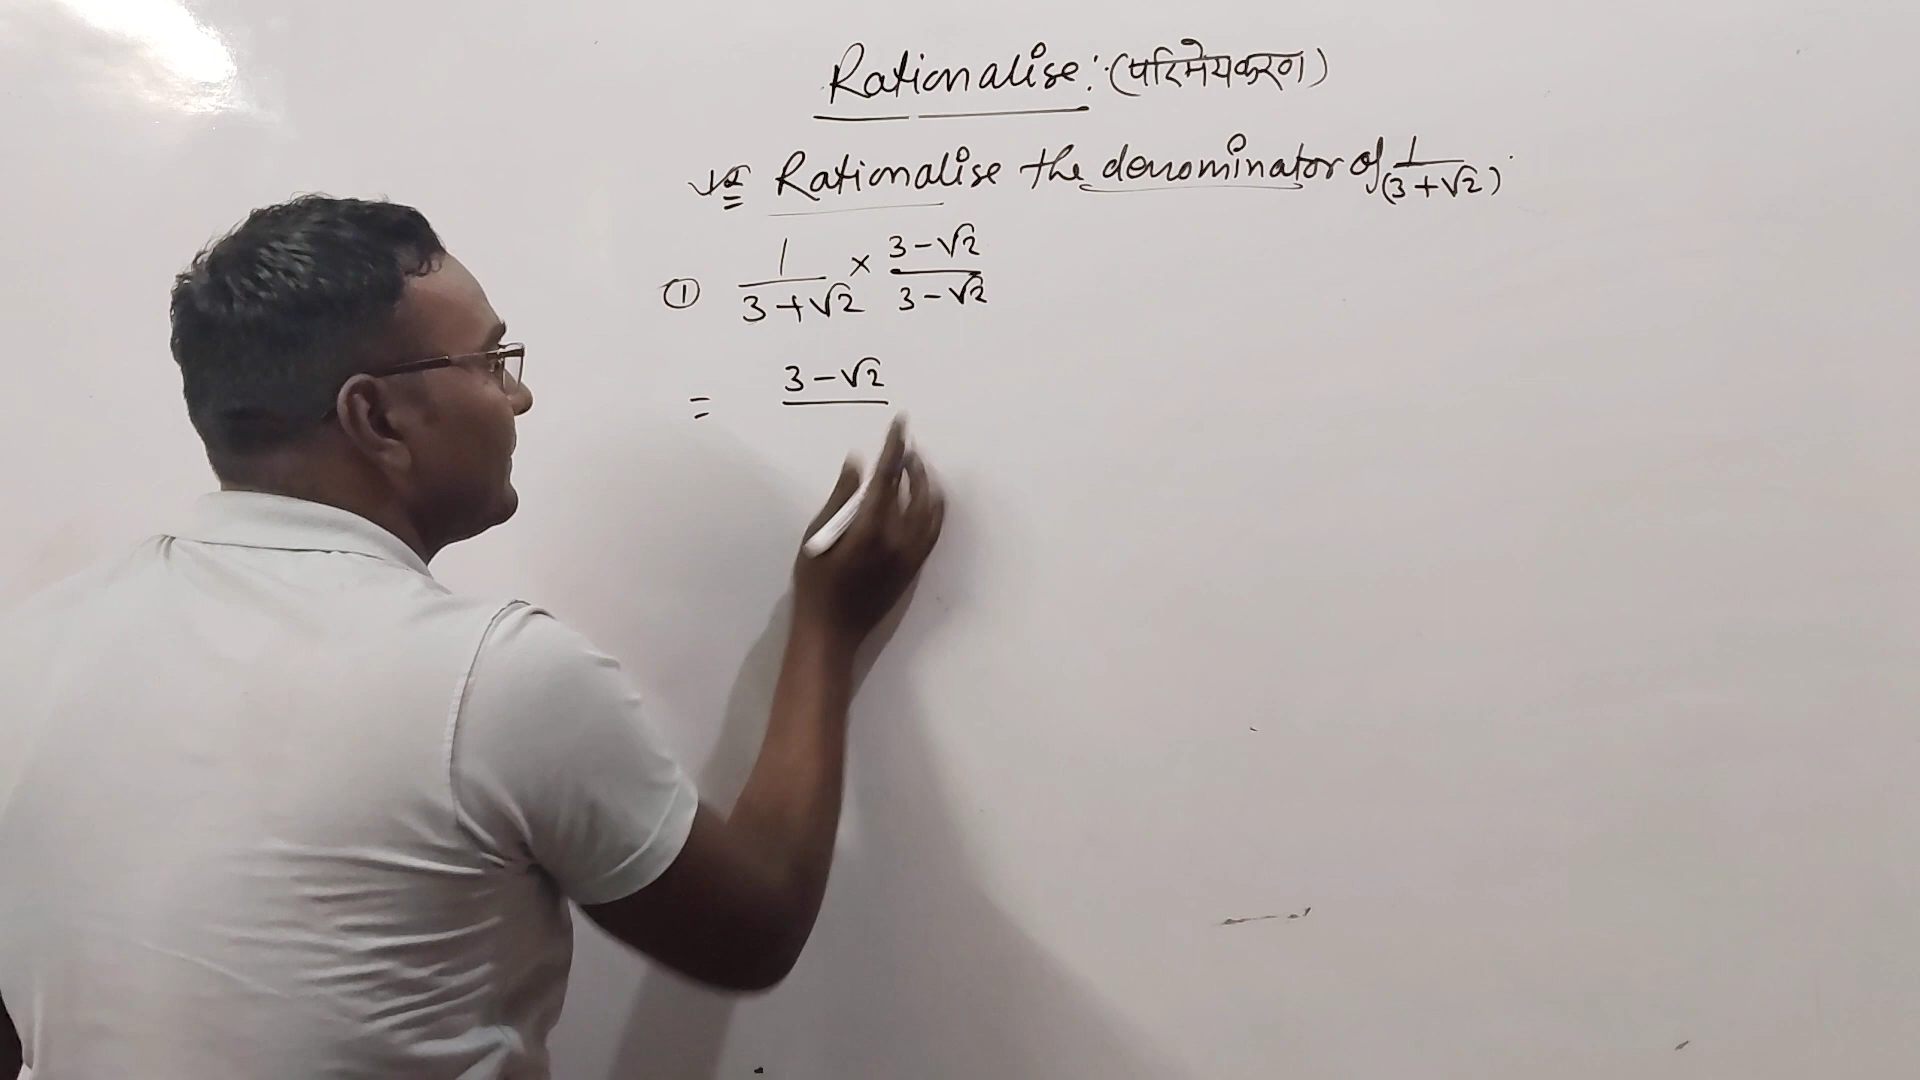 Rationalise: (परिमेयकरण)
Rationalise the denominator of 1/(3+√2)
① 1/3+√2 × 3-√2/3-√2
= 3-√2